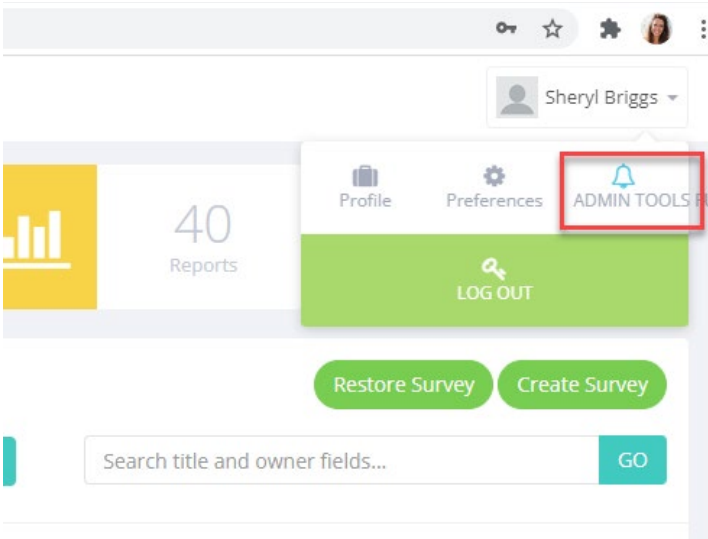 Sheryl Briggs
Profile Preferences ADMIN TOOLS
40
Reports
LOG OUT
Restore Survey Create Survey
Search title and owner fields... GO